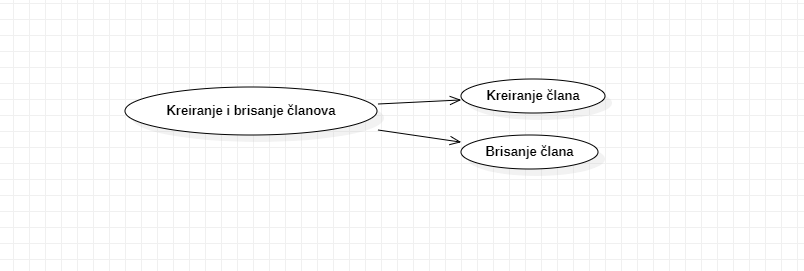 Kreiranje i brisanje članova
Kreiranje člana
Brisanje člana